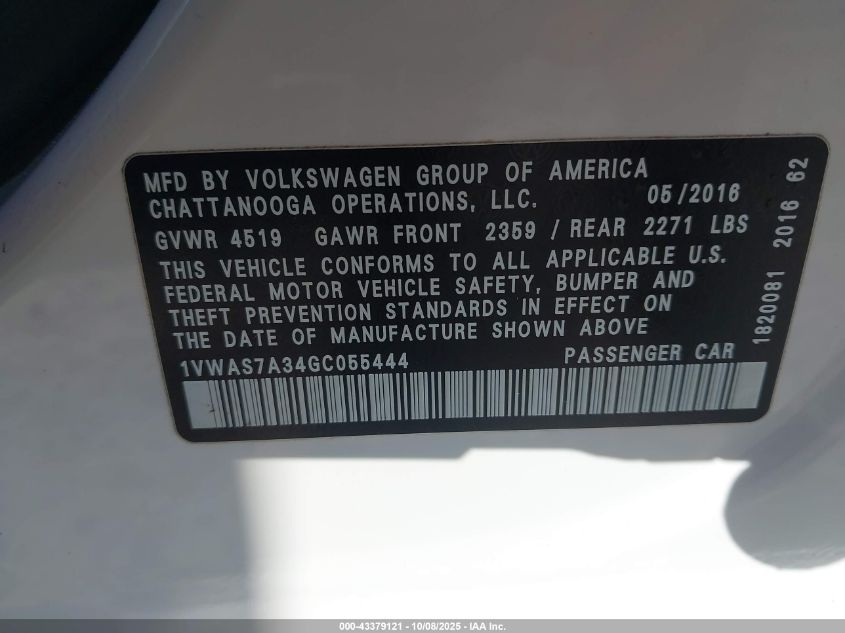 MFD BY VOLKSWAGEN GROUP OF AMERICA
CHATTANOOGA OPERATIONS, LLC. 05/2016
GVWR 4519 GAWR FRONT 2359 / REAR 2271 LBS
THIS VEHICLE CONFORMS TO ALL APPLICABLE U.S.
FEDERAL MOTOR VEHICLE SAFETY, BUMPER AND
THEFT PREVENTION STANDARDS IN EFFECT ON
THE DATE OF MANUFACTURE SHOWN ABOVE
1VWAS7A34GC055444 PASSENGER CAR
1820081 2016 62
000-43379121 - 10/08/2025 - IAA Inc.